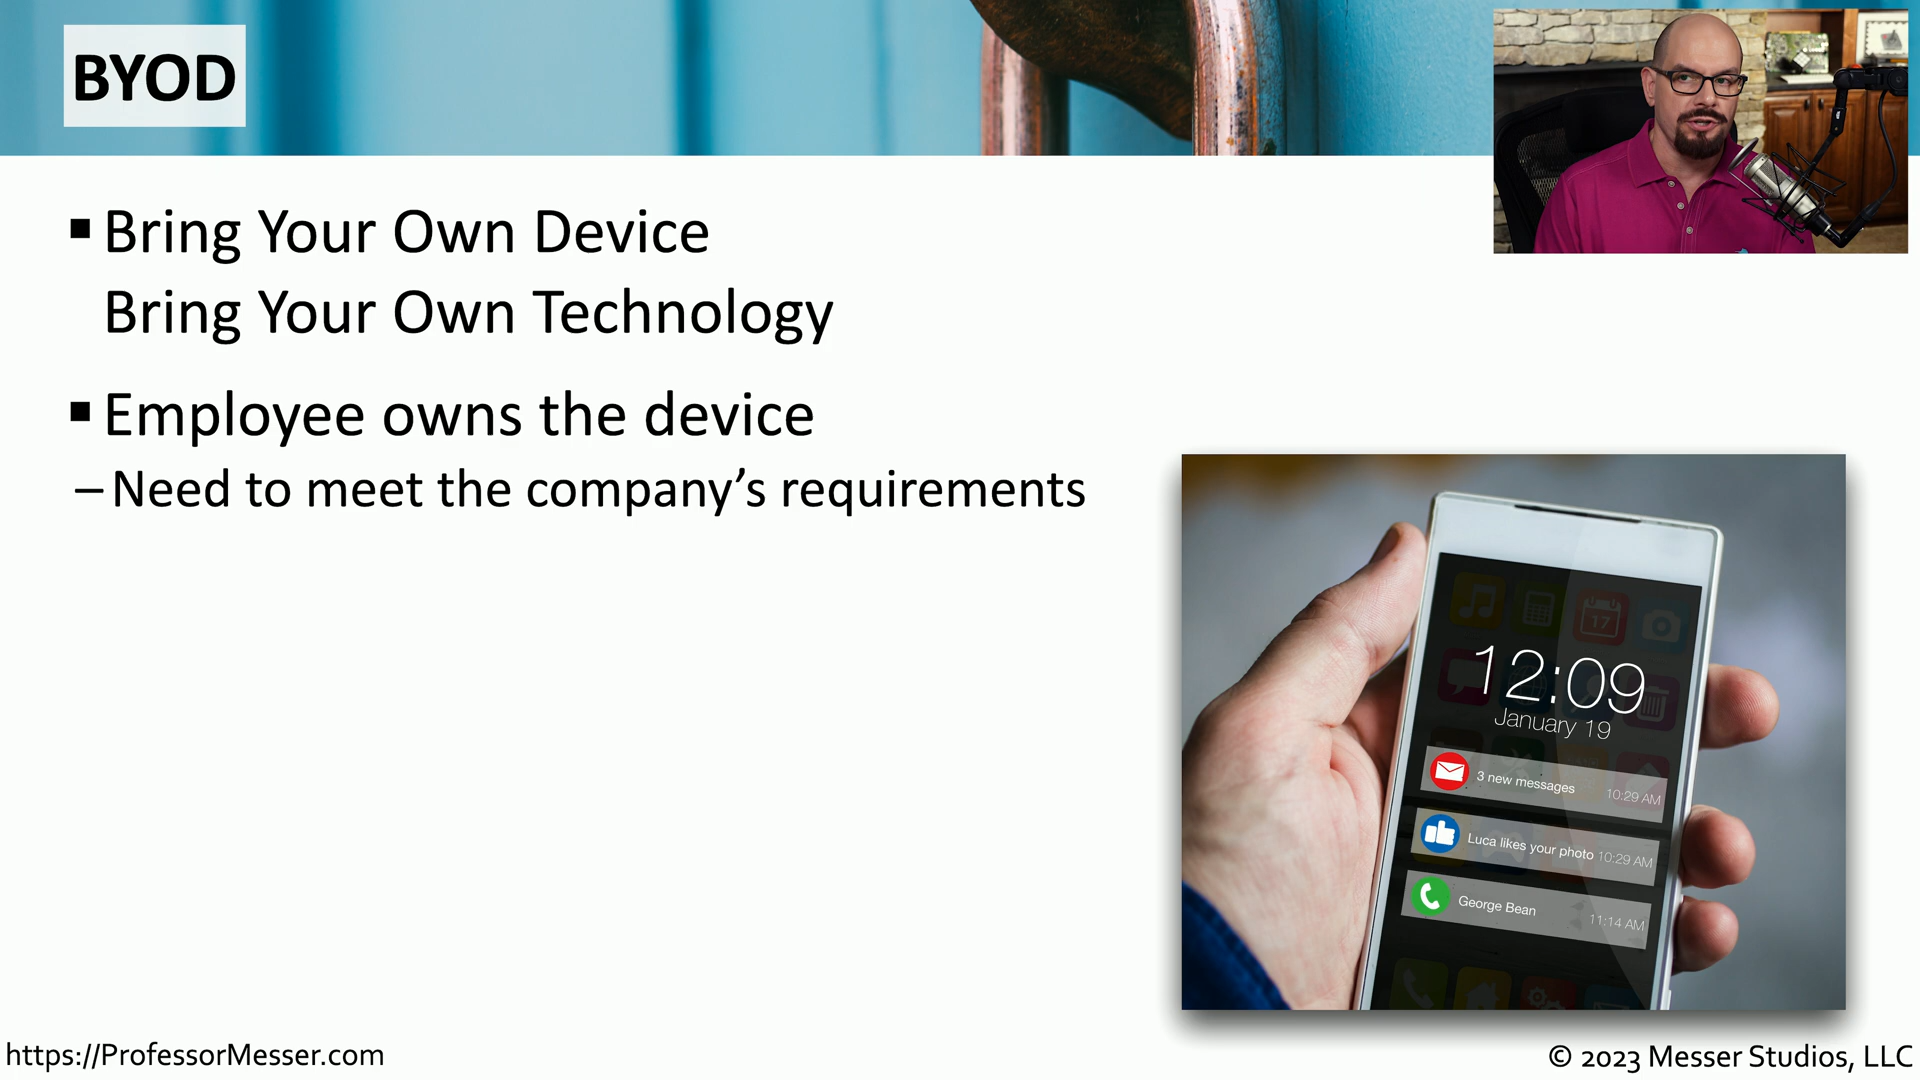 BYOD
▪ Bring Your Own Device
Bring Your Own Technology
▪ Employee owns the device
– Need to meet the company’s requirements
12:09
January 19
3 new messages 10:29 AM
Luca likes your photo 10:29 AM
George Bean 11:14 AM
17
https://ProfessorMesser.com
© 2023 Messer Studios, LLC